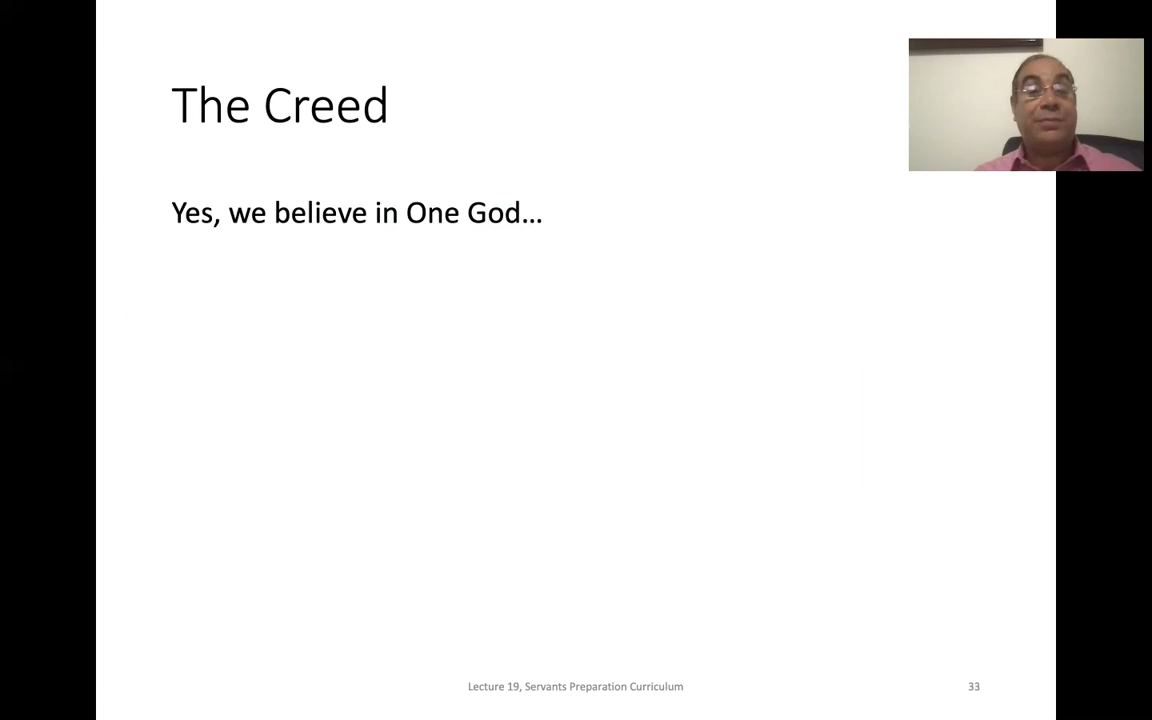 The Creed
Yes, we believe in One God…
Lecture 19, Servants Preparation Curriculum
33